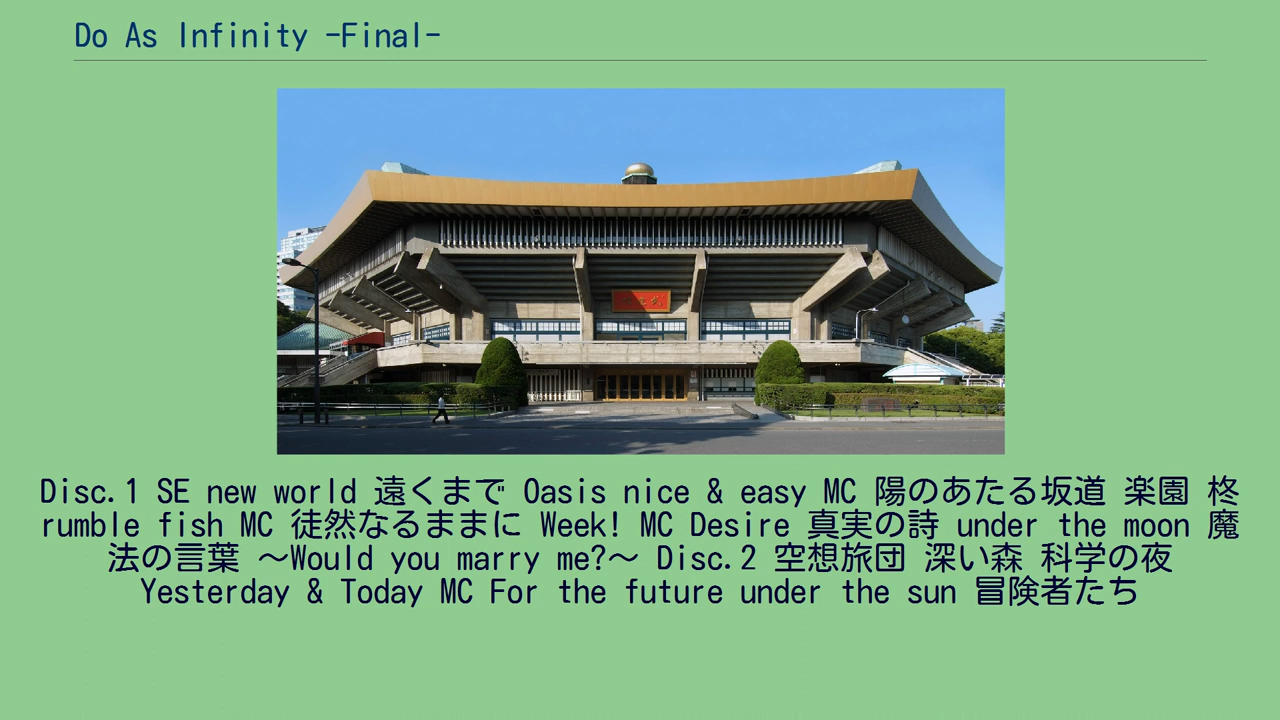 Do As Infinity -Final-
Disc.1 SE new world 遠くまで Oasis nice & easy MC 陽のあたる坂道 楽園 柊
rumble fish MC 徒然なるままに Week! MC Desire 真実の詩 under the moon 魔
法の言葉 〜Would you marry me?〜 Disc.2 空想旅団 深い森 科学の夜
Yesterday & Today MC For the future under the sun 冒険者たち